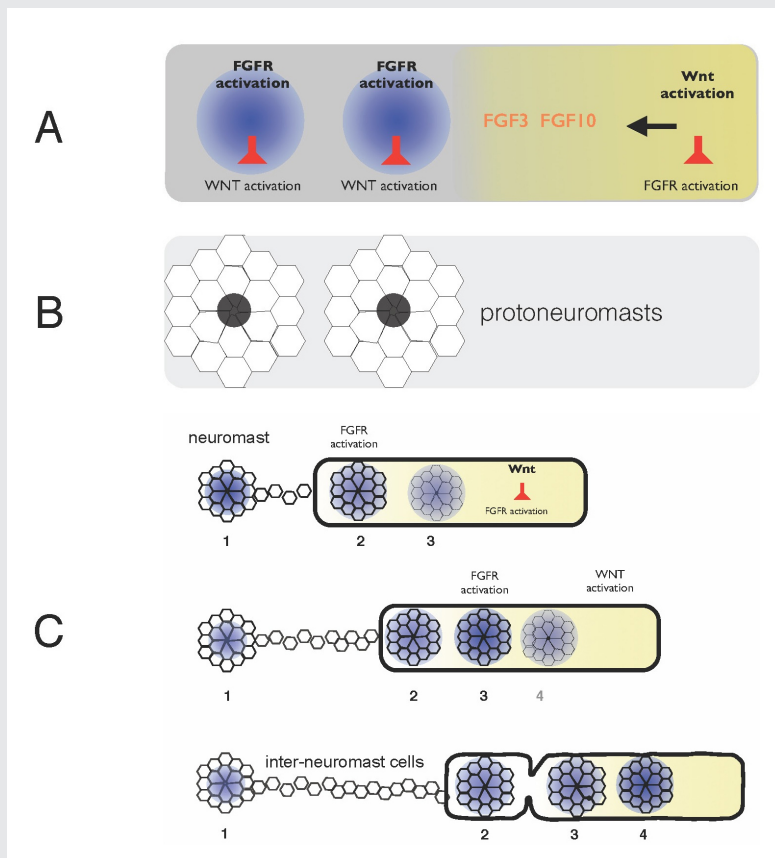 A
FGFR
activation
WNT activation
FGFR
activation
WNT activation
FGF3 FGF10
Wnt
activation
FGFR activation
B
protoneuromasts
C
neuromast
FGFR
activation
Wnt
FGFR activation
1
2
3
FGFR
activation
WNT
activation
1
2
3
4
inter-neuromast cells
1
2
3
4